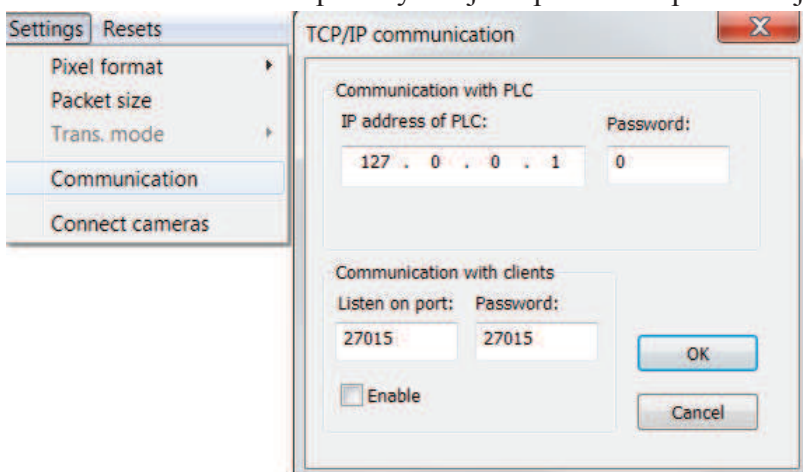 Settings Resets
Pixel format
Packet size
Trans. mode
Communication
Connect cameras
TCP/IP communication
Communication with PLC
IP address of PLC: Password:
127 . 0 . 0 . 1 0
Communication with clients
Listen on port: Password:
27015 27015
Enable
OK
Cancel